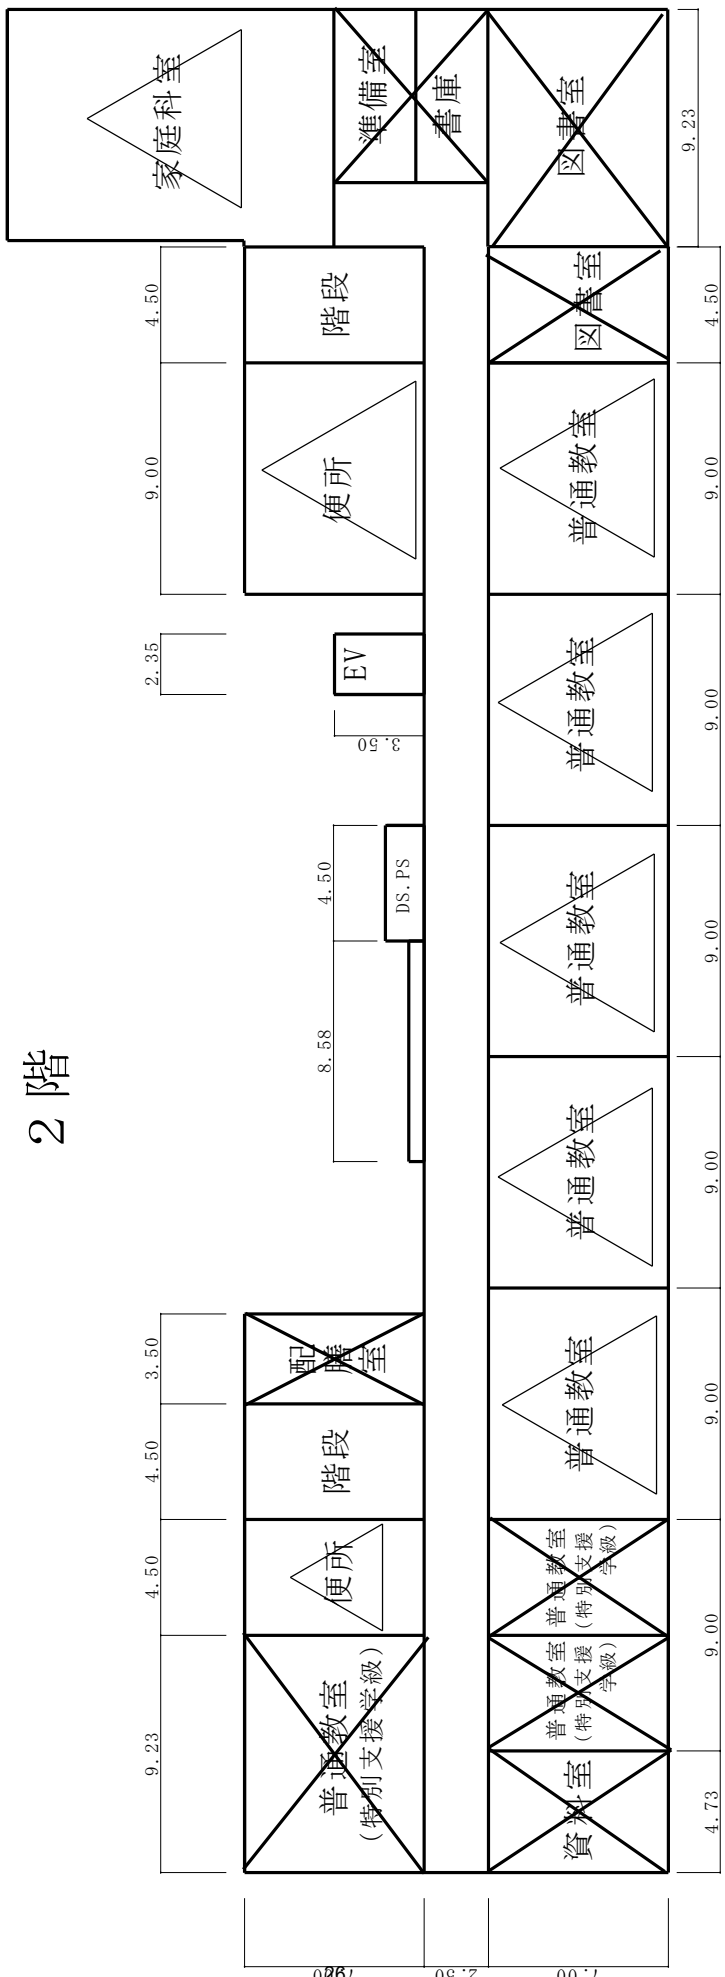 2 階
9.23
4.50
4.50
3.50
8.58
4.50
3.50
2.35
9.00
4.50
普通教室
(特別支援学級)
便所
階段
配膳室
DS.PS
EV
便所
階段
家庭科室
準備室
書庫
図書室
9.23
7.00
2.50
7.00
資料室
普通教室
(特別支援
学級)
普通教室
(特別支援
学級)
普通教室
普通教室
普通教室
普通教室
普通教室
図書室
4.73
9.00
9.00
9.00
9.00
9.00
9.00
4.50